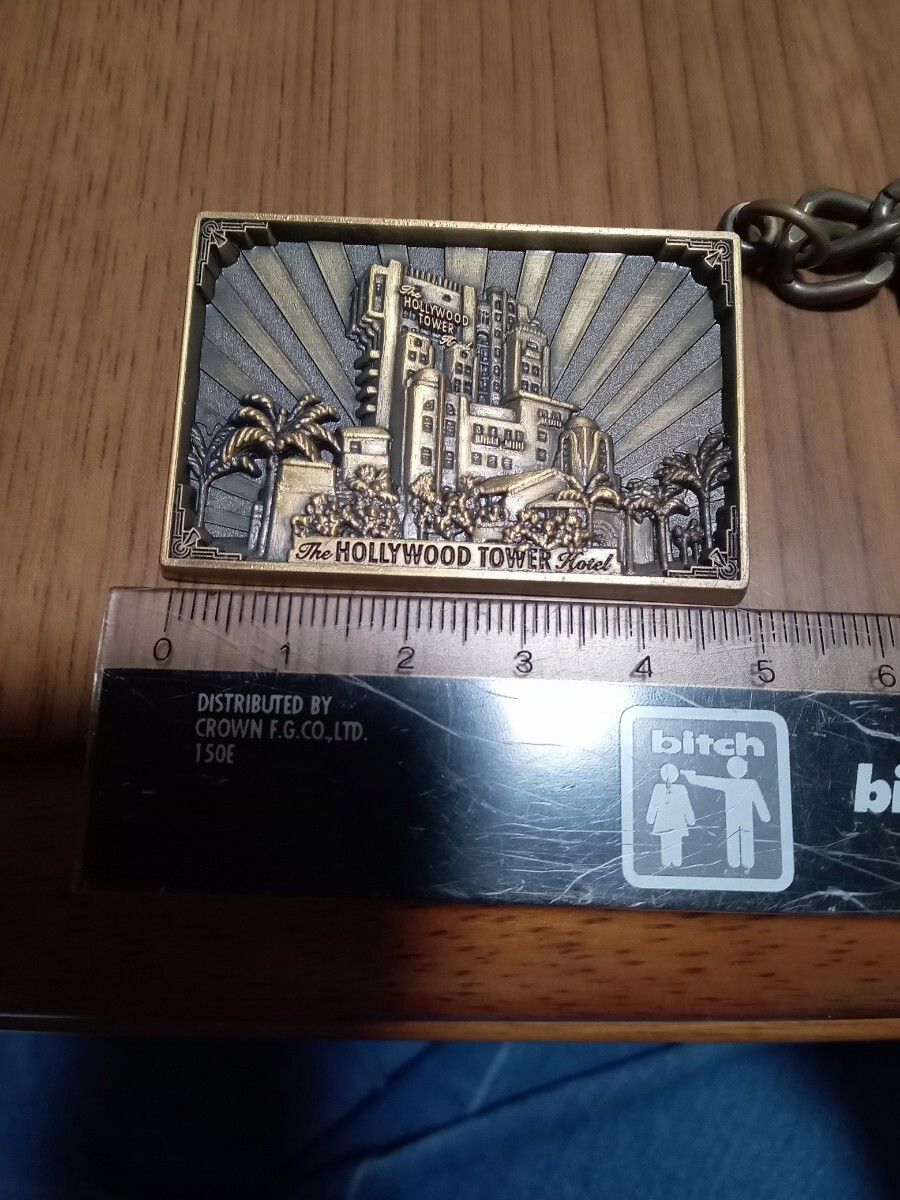 The
HOLLYWOOD
TOWER
Hotel
The HOLLYWOOD TOWER Hotel
0 1 2 3 4 5 6
DISTRIBUTED BY
CROWN F.G.CO.,LTD.
150E
bitch
bi